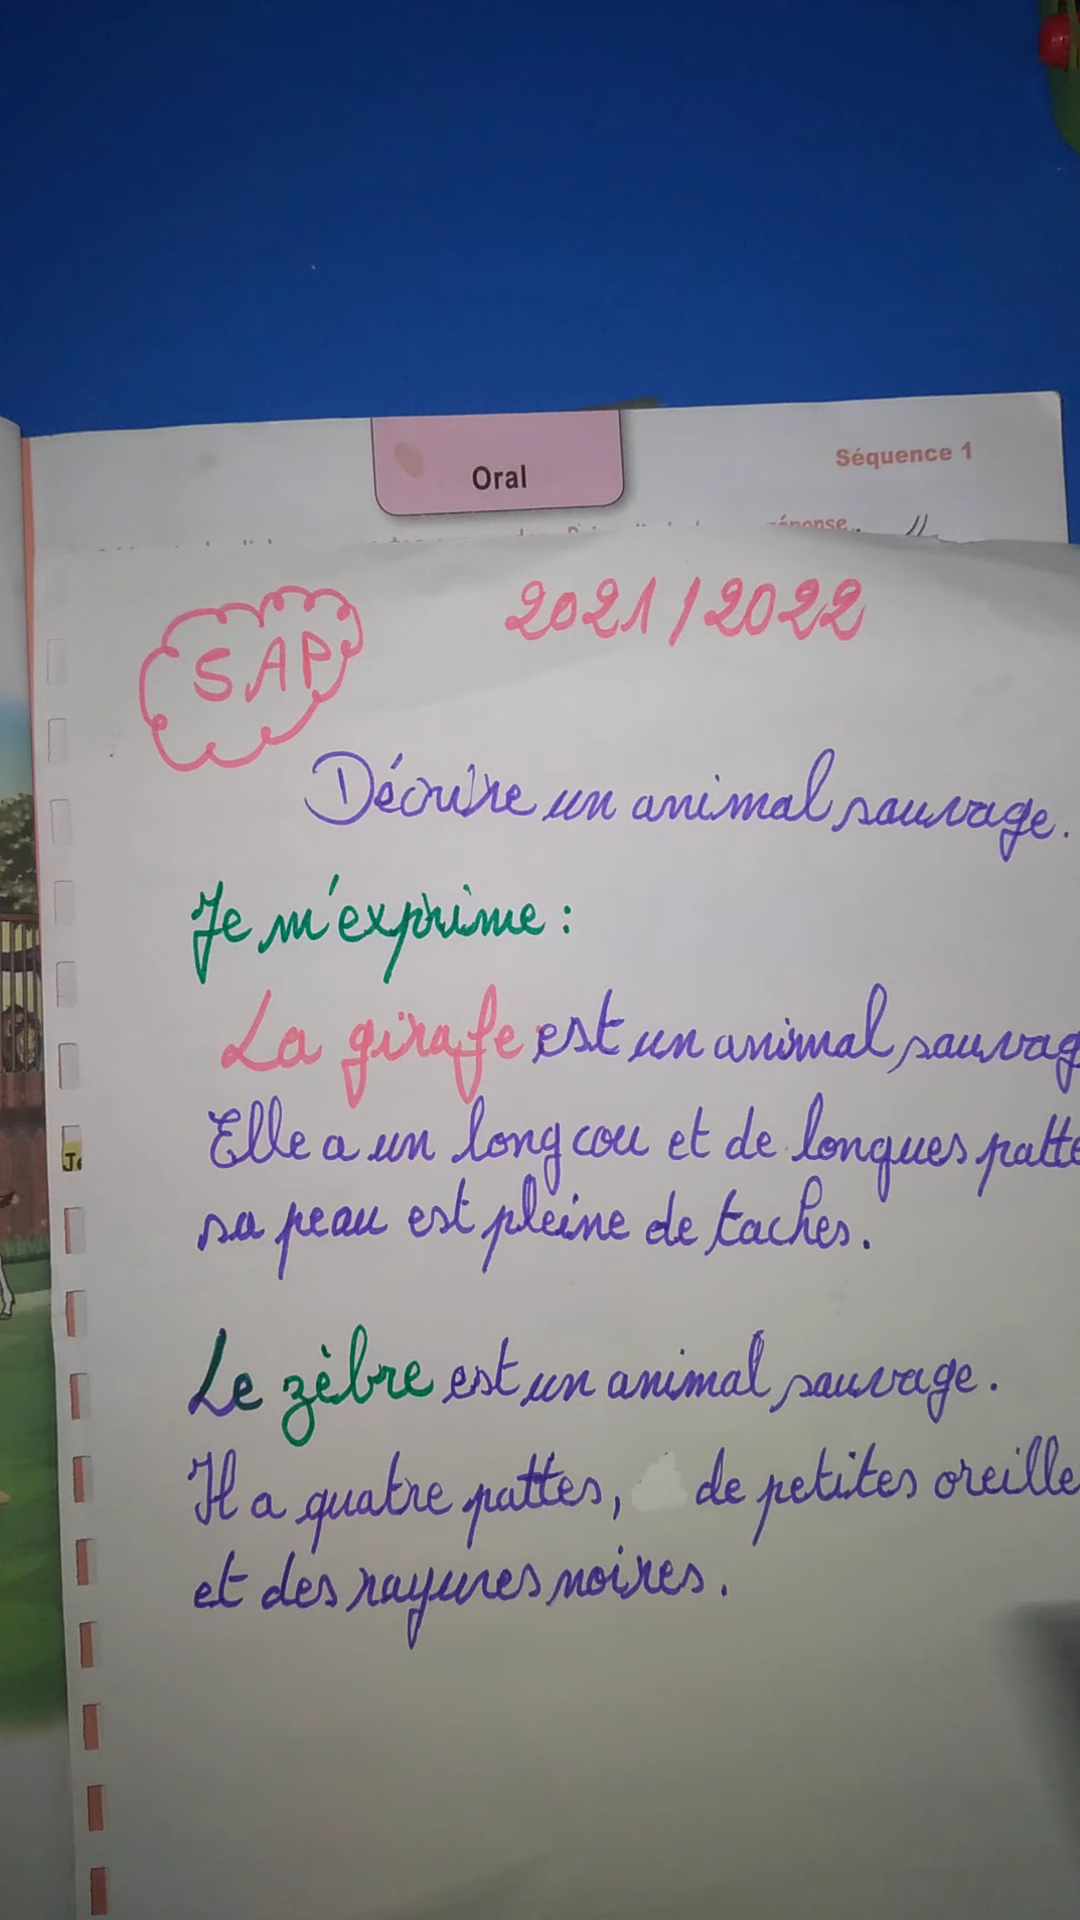 Oral
Séquence 1
SAP
2021/2022
Décrire un animal sauvage.
Je m'exprime :
La girafe est un animal sauvag
Elle a un long cou et de longues patte
sa peau est pleine de taches.
Le zèbre est un animal sauvage.
Il a quatre pattes, de petites oreille
et des rayures noires.